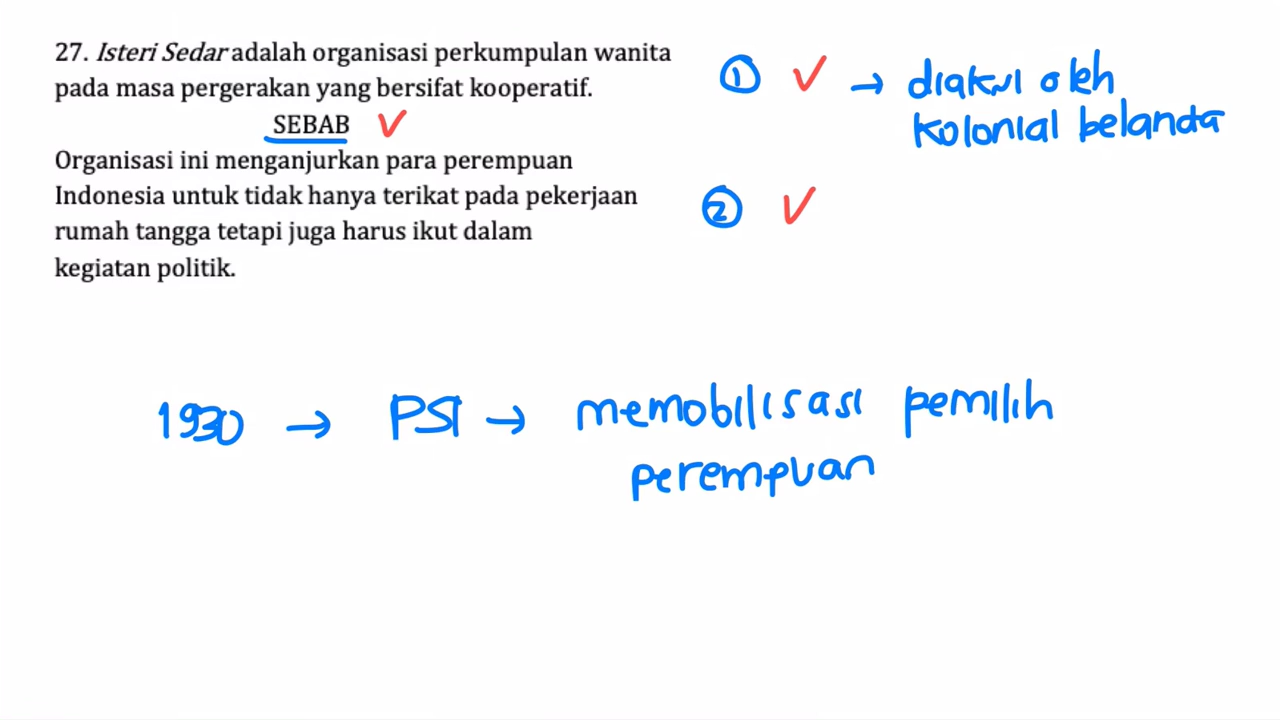 27. Isteri Sedar adalah organisasi perkumpulan wanita
pada masa pergerakan yang bersifat kooperatif.
SEBAB ✓
Organisasi ini menganjurkan para perempuan
Indonesia untuk tidak hanya terikat pada pekerjaan
rumah tangga tetapi juga harus ikut dalam
kegiatan politik.
① ✓ → diakui oleh
kolonial belanda
② ✓
1930 → PSI → memobilisasi pemilih
perempuan